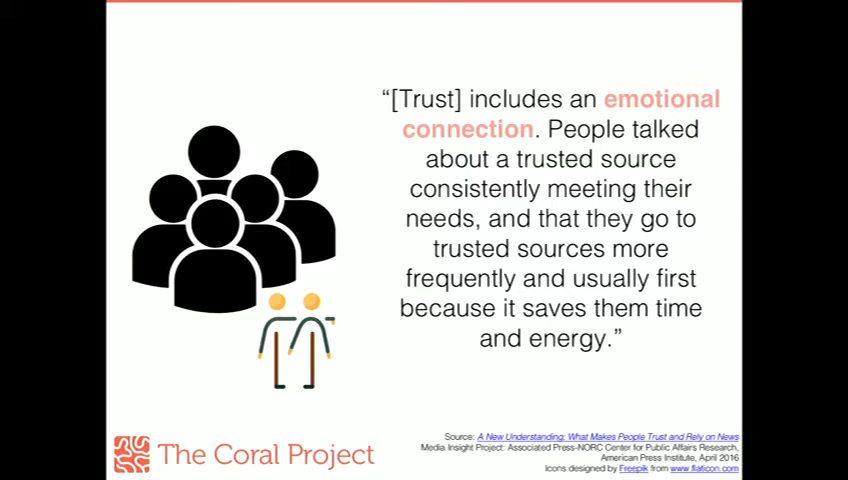 “[Trust] includes an emotional
connection. People talked
about a trusted source
consistently meeting their
needs, and that they go to
trusted sources more
frequently and usually first
because it saves them time
and energy.”
Source: A New Understanding: What Makes People Trust and Rely on News
Media Insight Project: Associated Press-NORC Center for Public Affairs Research,
American Press Institute, April 2016
Icons designed by Freepik from www.flaticon.com
The Coral Project